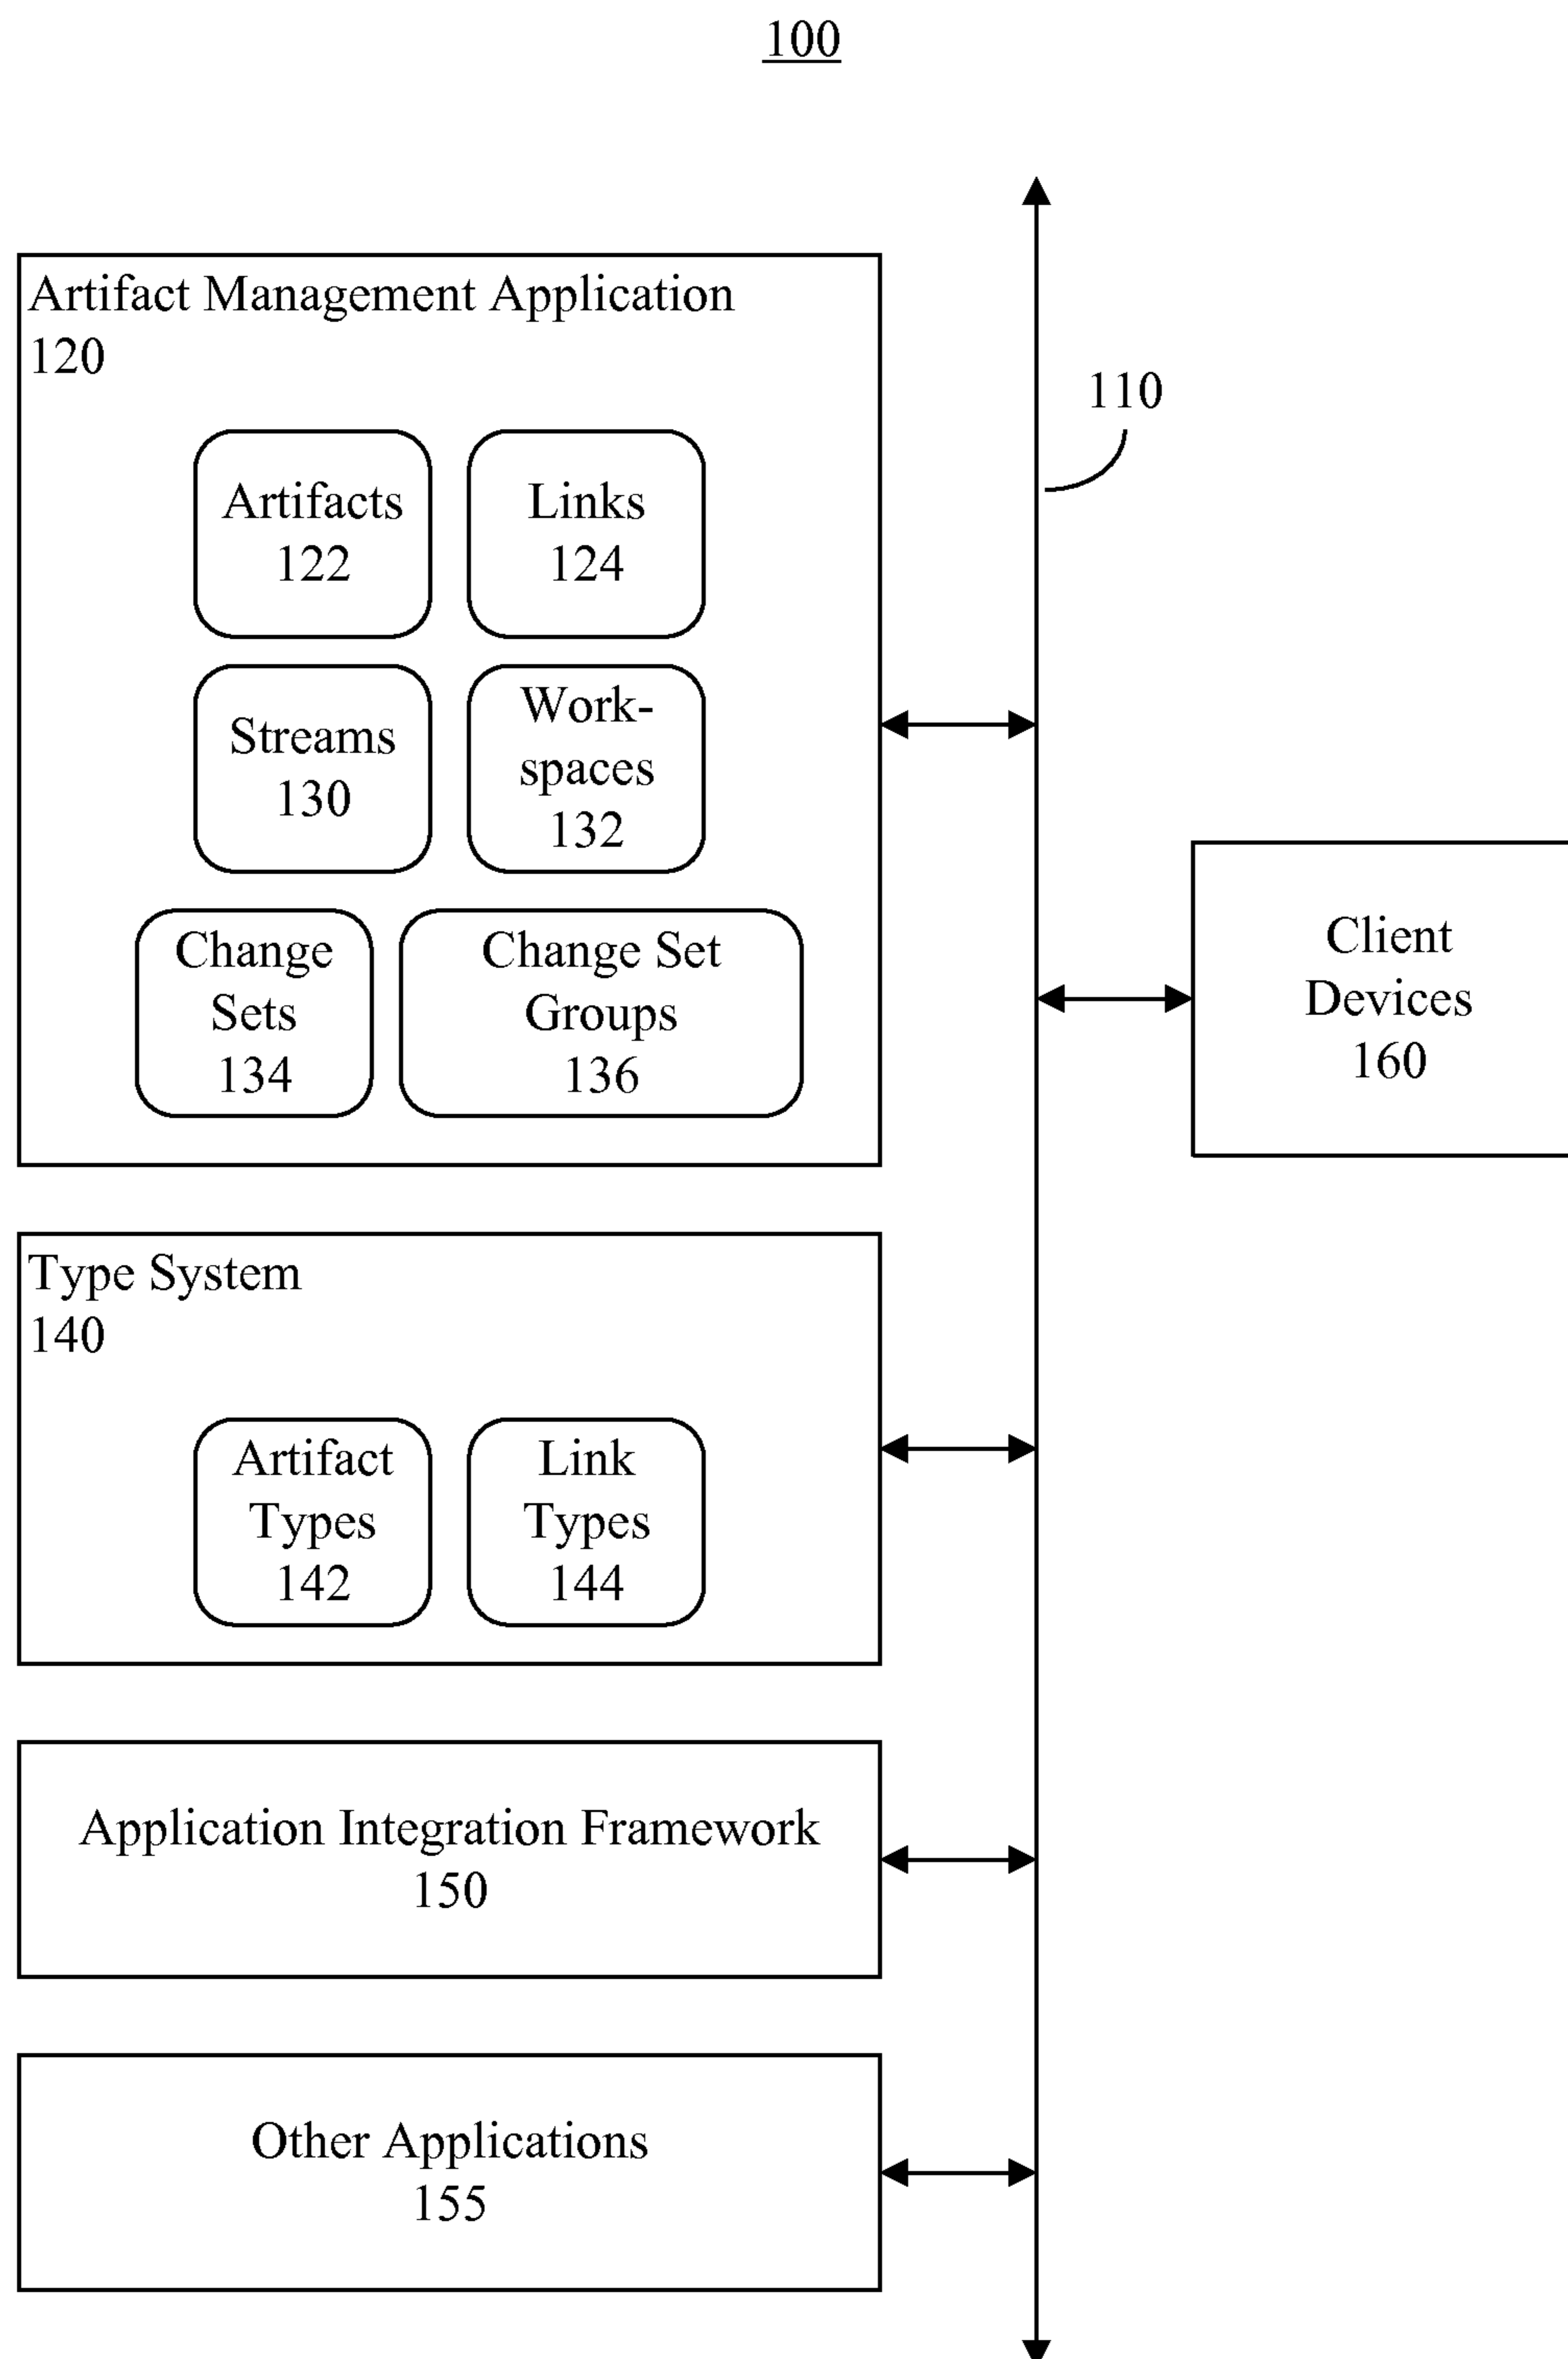 100
Artifact Management Application
120
110
Artifacts
122
Links
124
Streams
130
Work-
spaces
132
Change
Sets
134
Change Set
Groups
136
Client
Devices
160
Type System
140
Artifact
Types
142
Link
Types
144
Application Integration Framework
150
Other Applications
155